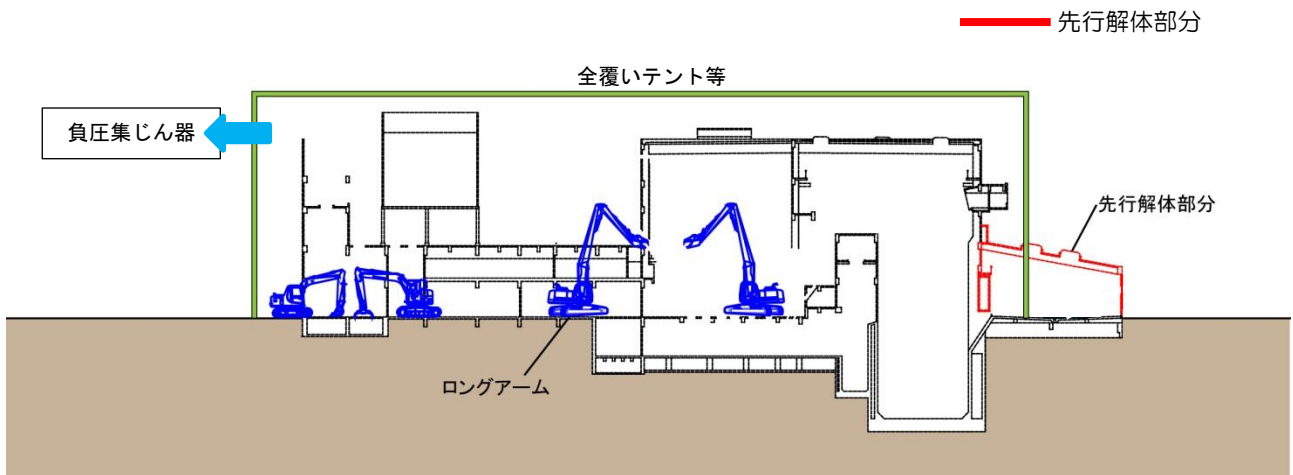 先行解体部分
全覆いテント等
負圧集じん器
先行解体部分
ロングアーム